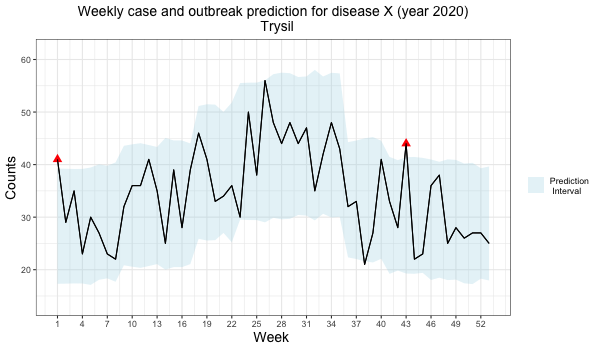 Weekly case and outbreak prediction for disease X (year 2020)
Trysil
60
50
40
30
20
Counts
1 4 7 10 13 16 19 22 25 28 31 34 37 40 43 46 49 52
Week
Prediction
Interval